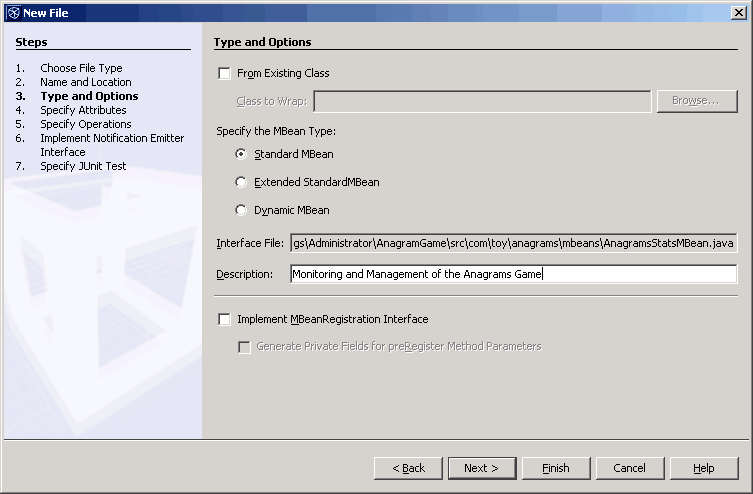 New File
Steps
1. Choose File Type
2. Name and Location
3. Type and Options
4. Specify Attributes
5. Specify Operations
6. Implement Notification Emitter
Interface
7. Specify JUnit Test
Type and Options
From Existing Class
Class to Wrap:
Browse...
Specify the MBean Type:
Standard MBean
Extended StandardMBean
Dynamic MBean
Interface File: gs\Administrator\AnagramGame\src\com\toy\anagrams\mbeans\AnagramsStatsMBean.java
Description: Monitoring and Management of the Anagrams Game
Implement MBeanRegistration Interface
Generate Private Fields for preRegister Method Parameters
< Back Next > Finish Cancel Help